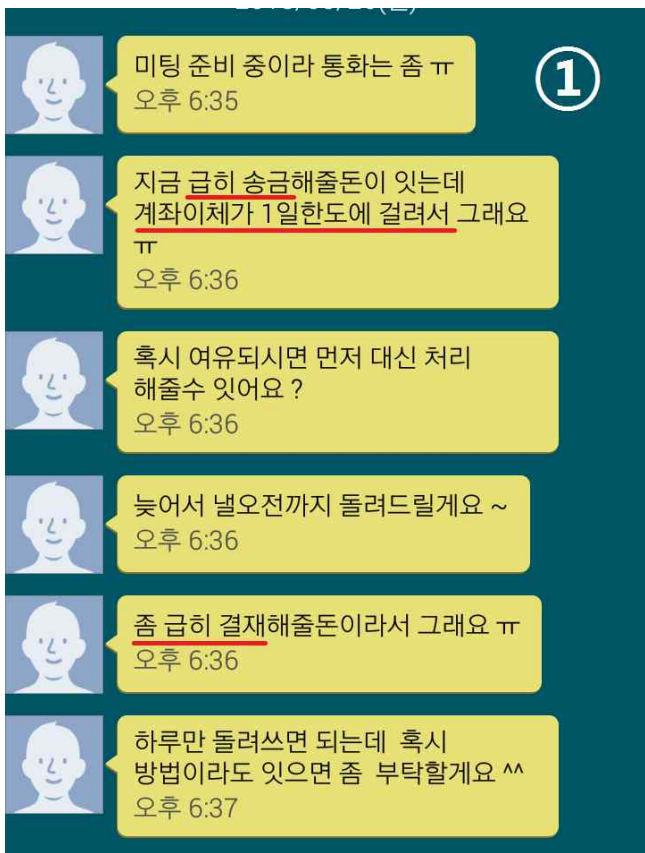 미팅 준비 중이라 통화는 좀 ㅠ
오후 6:35
①
지금 급히 송금해줄돈이 잇는데
계좌이체가 1일한도에 걸려서 그래요
ㅠ
오후 6:36
혹시 여유되시면 먼저 대신 처리
해줄수 잇어요 ?
오후 6:36
늦어서 낼오전까지 돌려드릴게요 ~
오후 6:36
좀 급히 결재해줄돈이라서 그래요 ㅠ
오후 6:36
하루만 돌려쓰면 되는데 혹시
방법이라도 잇으면 좀 부탁할게요 ^^
오후 6:37